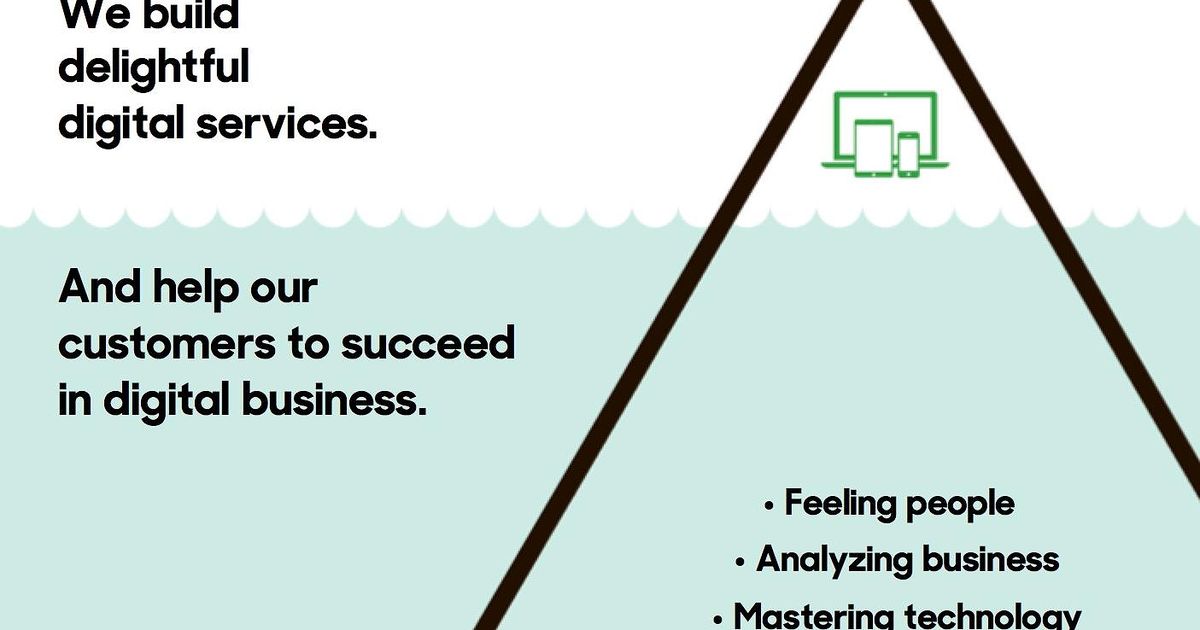 We build
delightful
digital services.
And help our
customers to succeed
in digital business.
• Feeling people
• Analyzing business
• Mastering technology